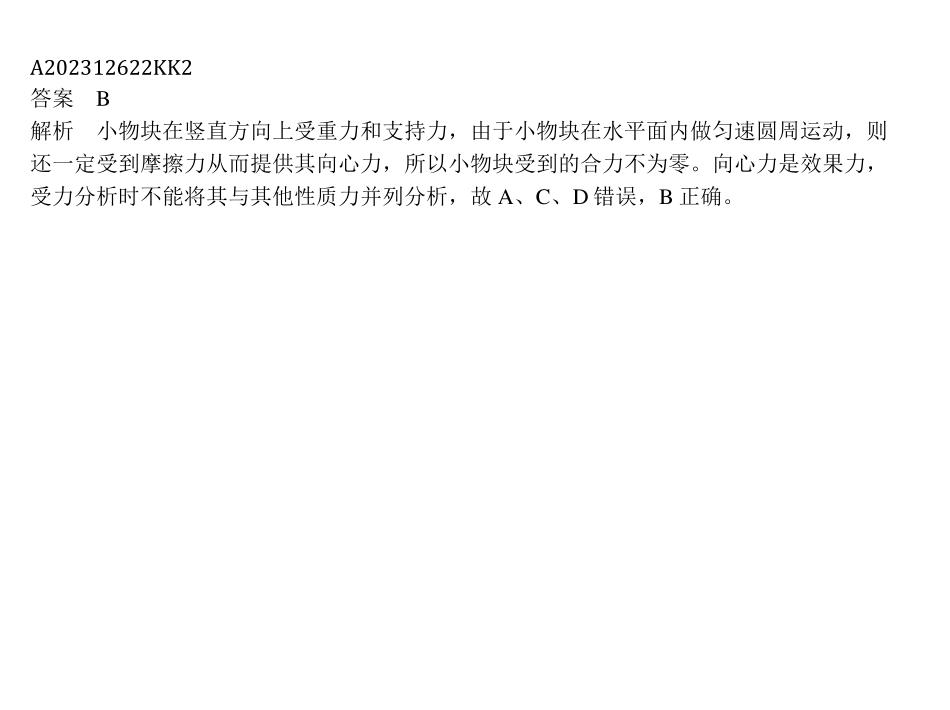 A202312622KK2
答案 B
解析 小物块在竖直方向上受重力和支持力，由于小物块在水平面内做匀速圆周运动，则
还一定受到摩擦力从而提供其向心力，所以小物块受到的合力不为零。向心力是效果力，
受力分析时不能将其与其他性质力并列分析，故 A、C、D 错误，B 正确。